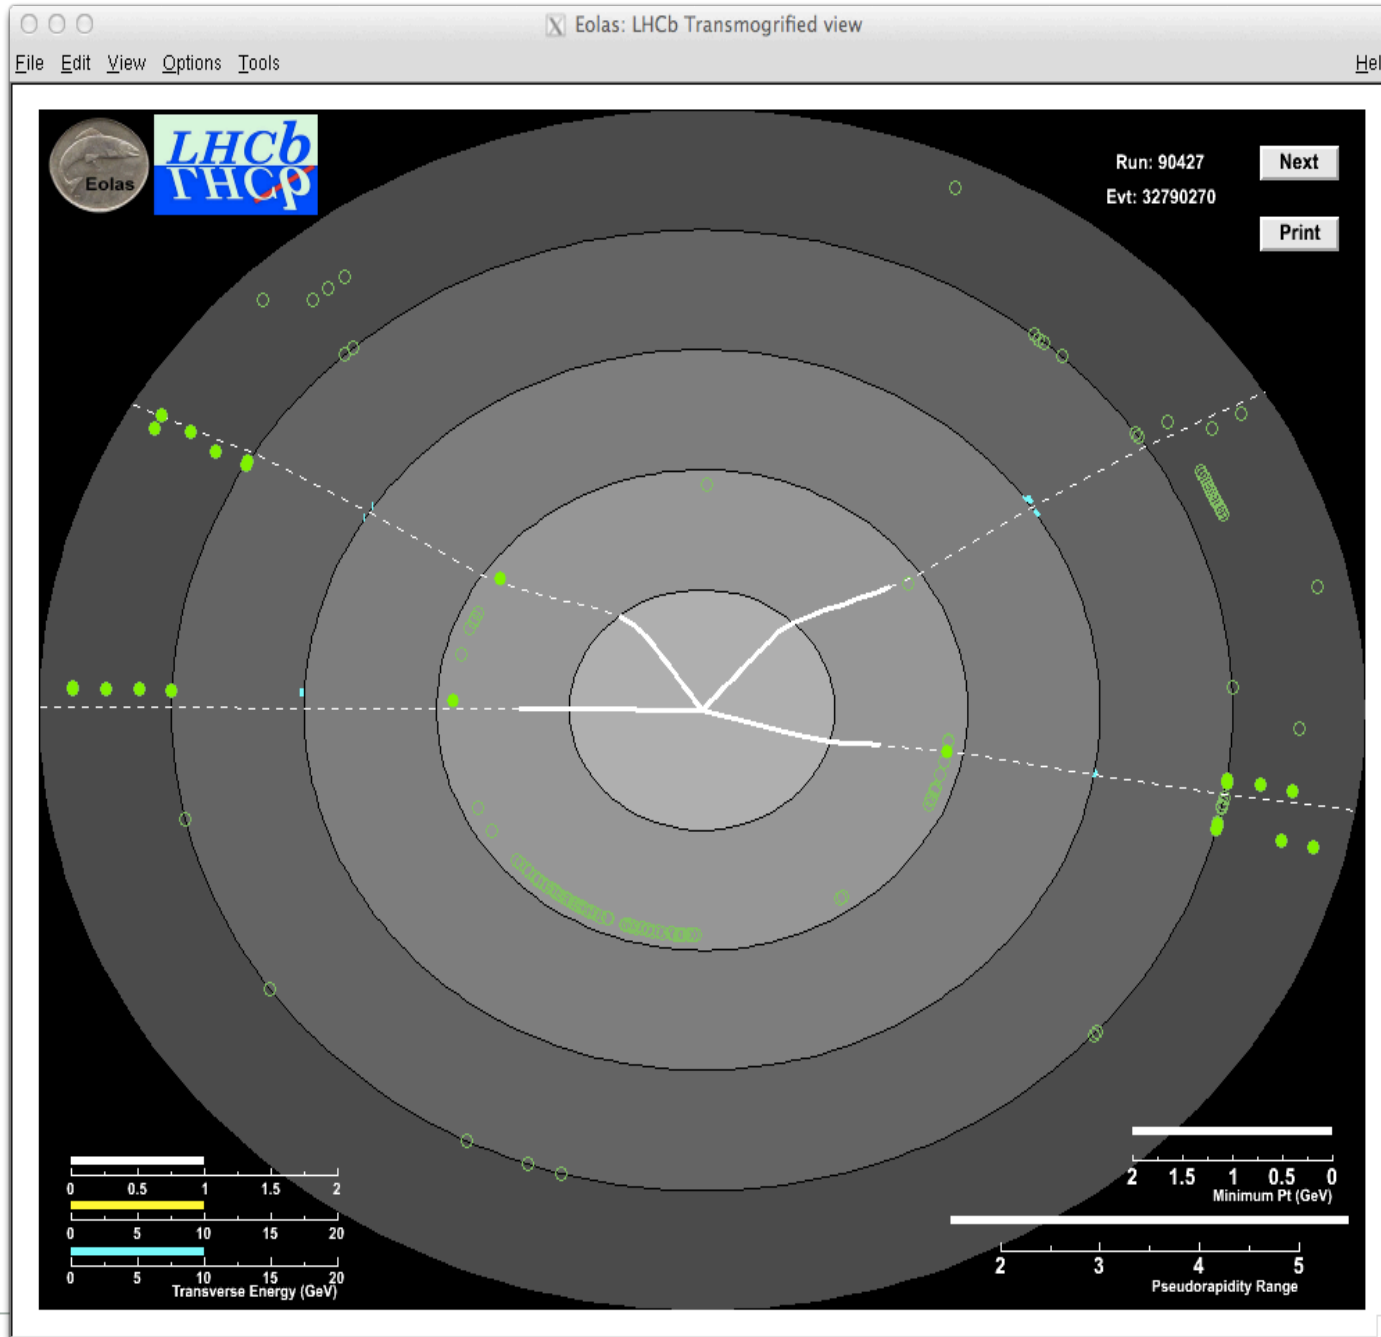 Eolas: LHCb Transmogrified view
File Edit View Options Tools Hel
Eolas
LHCb
LHCb
Run: 90427
Evt: 32790270
Next
Print
0 0.5 1 1.5 2
0 5 10 15 20
0 5 10 15 20
Transverse Energy (GeV)
2 1.5 1 0.5 0
Minimum Pt (GeV)
2 3 4 5
Pseudorapidity Range